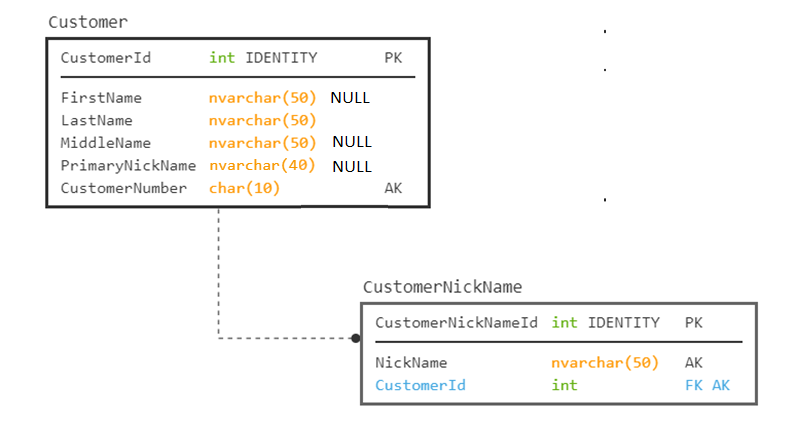 Customer
CustomerId int IDENTITY PK
FirstName nvarchar(50) NULL
LastName nvarchar(50)
MiddleName nvarchar(50) NULL
PrimaryNickName nvarchar(40) NULL
CustomerNumber char(10) AK
CustomerNickName
CustomerNickNameId int IDENTITY PK
NickName nvarchar(50) AK
CustomerId int FK AK